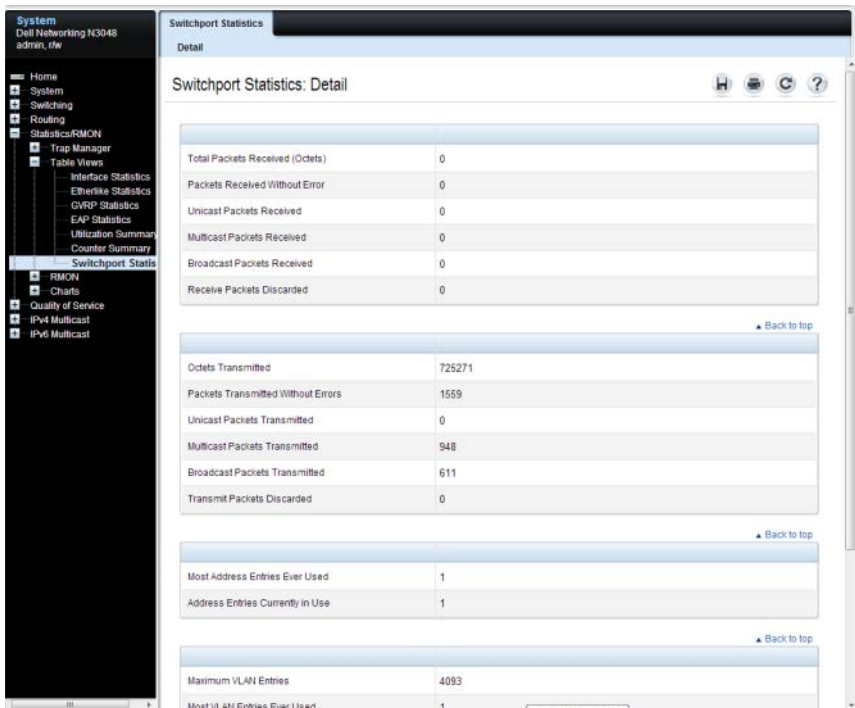 System
Dell Networking N3048
admin, r/w
Home
System
Switching
Routing
Statistics/RMON
Trap Manager
Table Views
Interface Statistics
Etherlike Statistics
GVRP Statistics
EAP Statistics
Utilization Summary
Counter Summary
Switchport Statis
RMON
Charts
Quality of Service
IPv4 Multicast
IPv6 Multicast
Switchport Statistics
Detail
Switchport Statistics: Detail
Total Packets Received (Octets) 0
Packets Received Without Error 0
Unicast Packets Received 0
Multicast Packets Received 0
Broadcast Packets Received 0
Receive Packets Discarded 0
Back to top
Octets Transmitted 725271
Packets Transmitted Without Errors 1559
Unicast Packets Transmitted 0
Multicast Packets Transmitted 948
Broadcast Packets Transmitted 611
Transmit Packets Discarded 0
Back to top
Most Address Entries Ever Used 1
Address Entries Currently in Use 1
Back to top
Maximum VLAN Entries 4093
Most VLAN Entries Ever Used 1